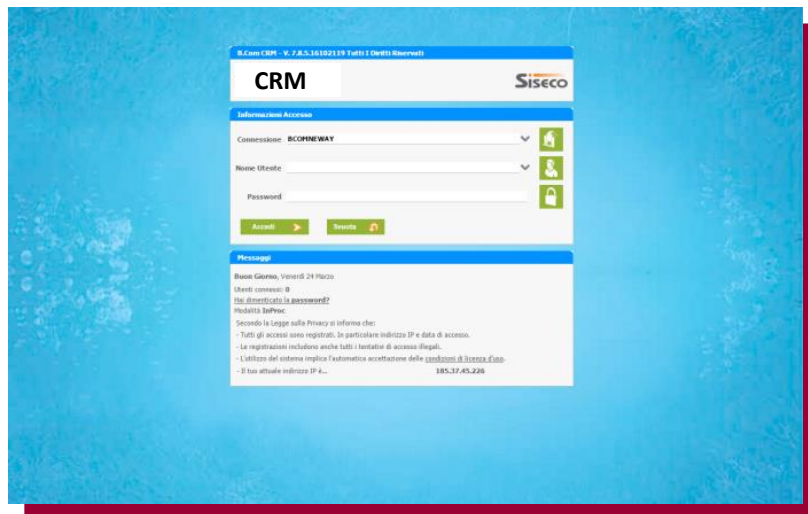 B.Com CRM - V. 7.8.5.16102119 Tutti I Diritti Riservati
CRM
Siseco
Informazioni Accesso
Connessione BCOMNEWAY
Nome Utente
Password
Accedi Svuota
Messaggi
Buon Giorno, Venerdì 24 Marzo
Utenti connessi: 0
Hai dimenticato la password?
Modalità InProc
Secondo la Legge sulla Privacy si informa che:
- Tutti gli accessi sono registrati. In particolare indirizzo IP e data di accesso.
- Le registrazioni includono anche tutti i tentativi di accesso illegali.
- L'utilizzo del sistema implica l'automatica accettazione delle condizioni di licenza d'uso.
- Il tuo attuale indirizzo IP è... 185.37.45.226